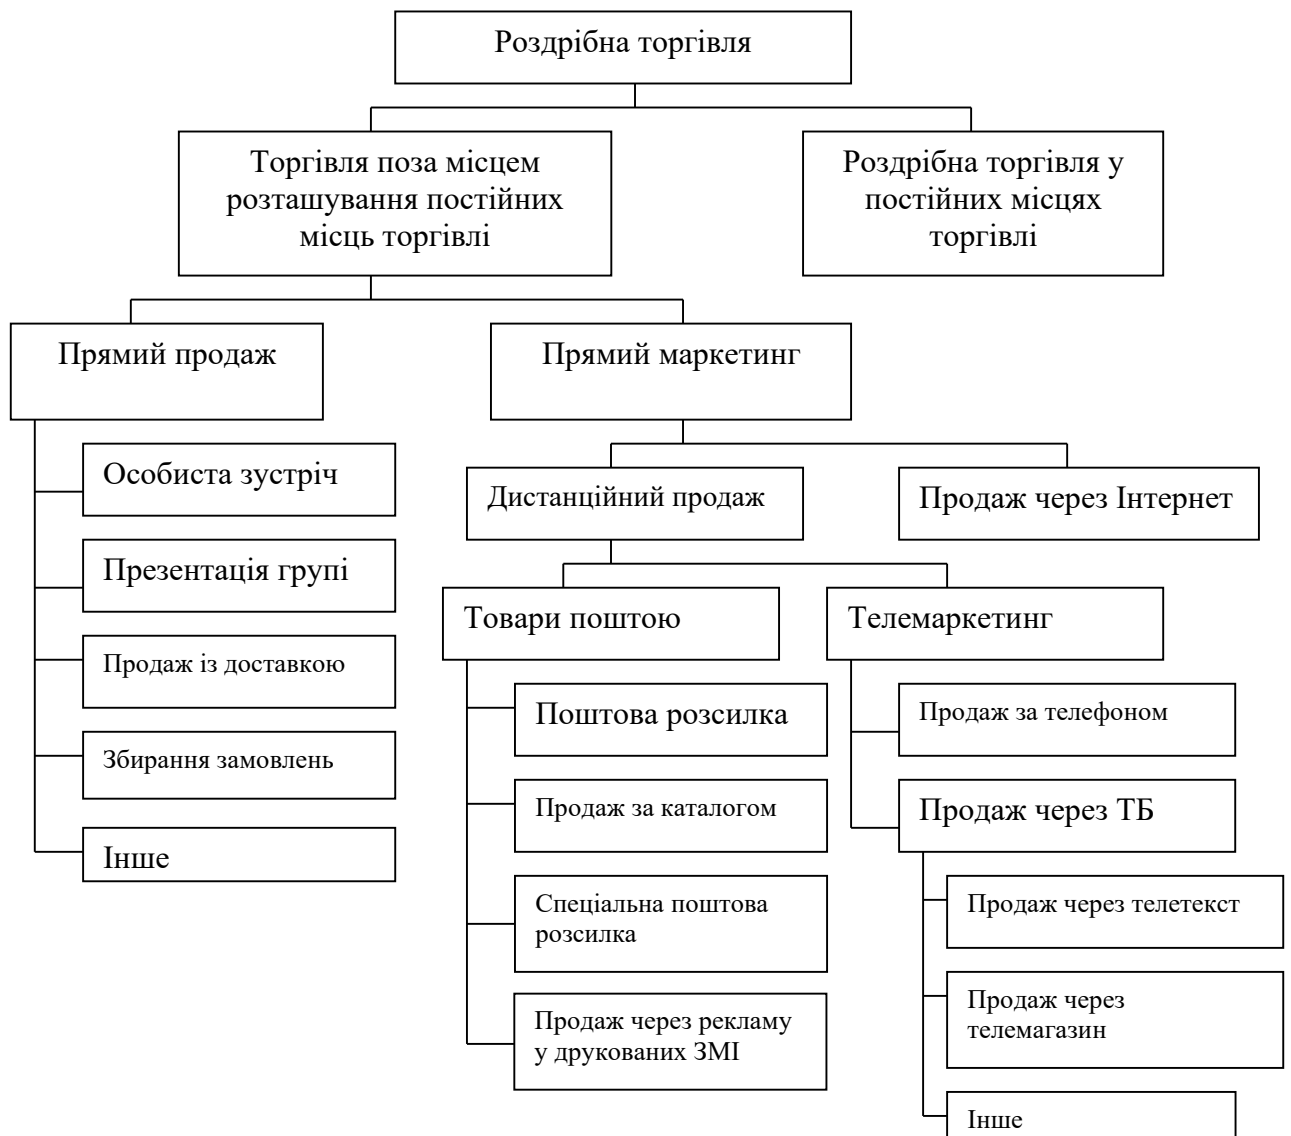 Роздрібна торгівля
Торгівля поза місцем
розташування постійних
місць торгівлі
Роздрібна торгівля у
постійних місцях
торгівлі
Прямий продаж
Прямий маркетинг
Особиста зустріч
Презентація групі
Продаж із доставкою
Збирання замовлень
Інше
Дистанційний продаж
Продаж через Інтернет
Товари поштою
Телемаркетинг
Поштова розсилка
Продаж за каталогом
Спеціальна поштова
розсилка
Продаж через рекламу
у друкованих ЗМІ
Продаж за телефоном
Продаж через ТБ
Продаж через телетекст
Продаж через
телемагазин
Інше